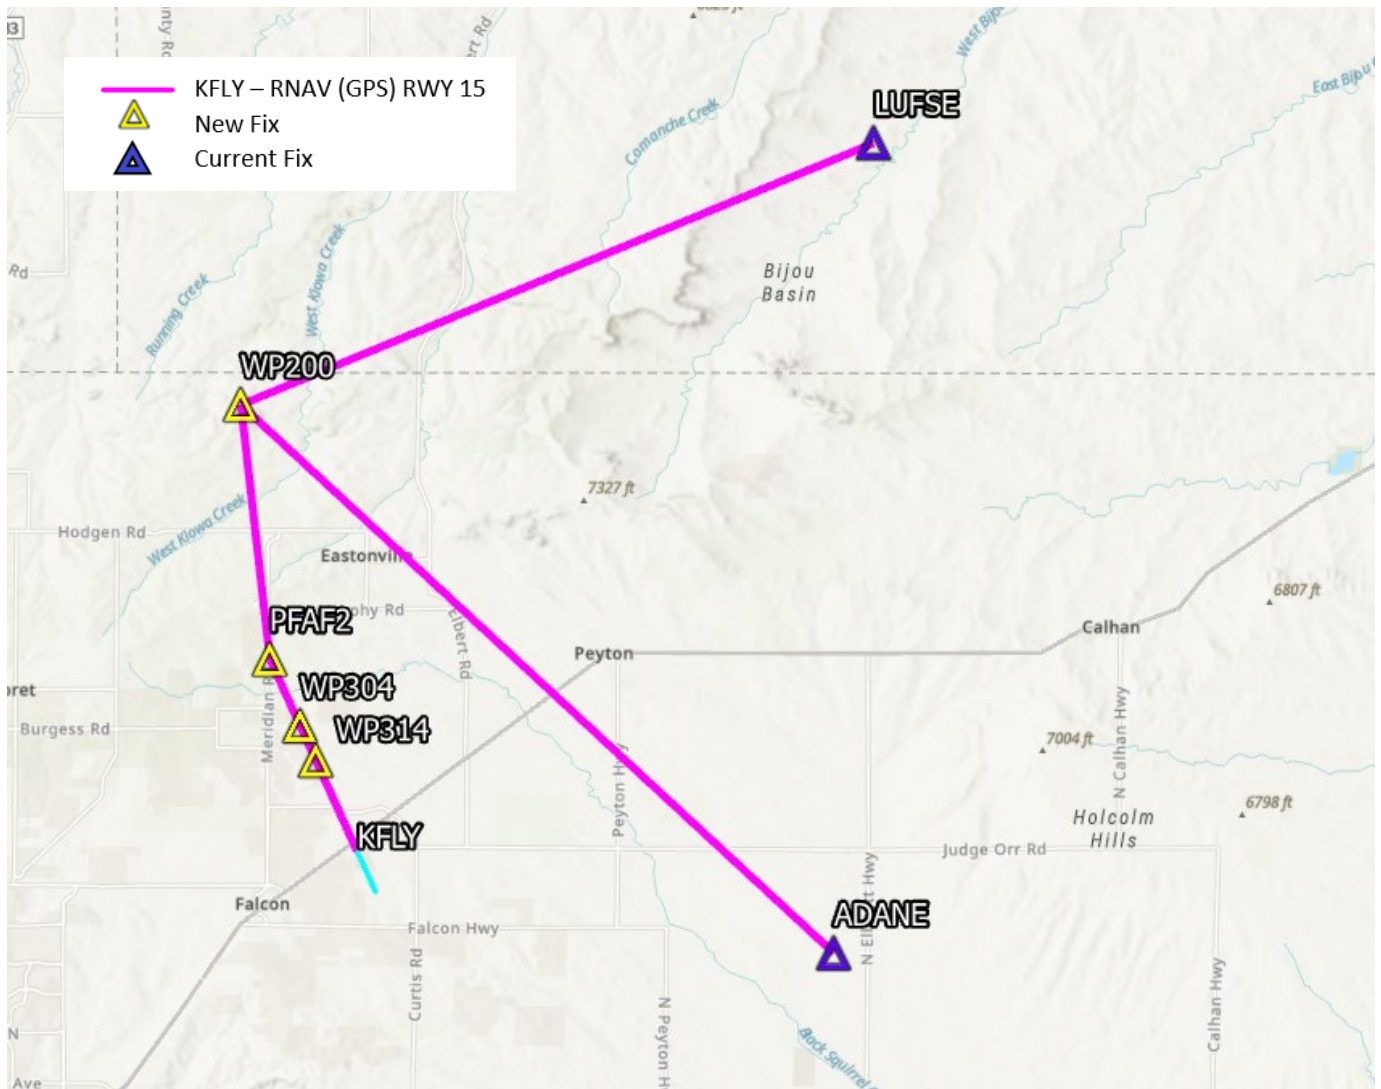 KFLY – RNAV (GPS) RWY 15
New Fix
Current Fix
West Bijou
East Bijou
LUFSE
Comanche Creek
West Kiowa Creek
Running Creek
Rd
Bijou
Basin
WP200
7327 ft
West Kiowa Creek
Hodgen Rd
Eastonville
6807 ft
PFAF2
Elbert Rd
Calhan
Peyton
WP304
Burgess Rd
Meridian R
WP314
N Calhan Hwy
7004 ft
Peyton Hwy
6798 ft
Holcolm
Hills
KFLY
Judge Orr Rd
Falcon
ADANE
Falcon Hwy
Curtis Rd
Calhan Hwy
N Peyton H
N
Ave